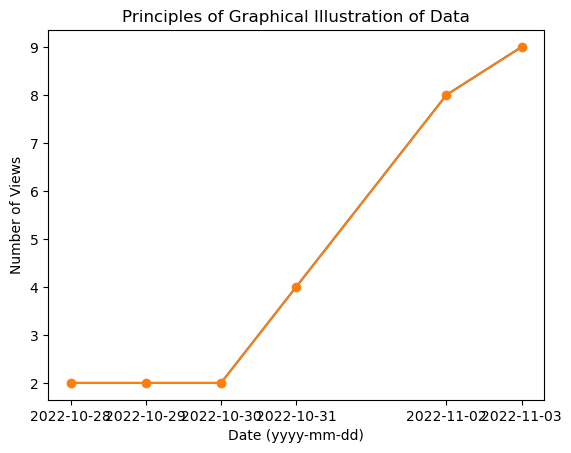 Principles of Graphical Illustration of Data
9
8
7
6
5
4
3
2
Number of Views
2022-10-28 2022-10-29 2022-10-30 2022-10-31 2022-11-02 2022-11-03
Date (yyyy-mm-dd)